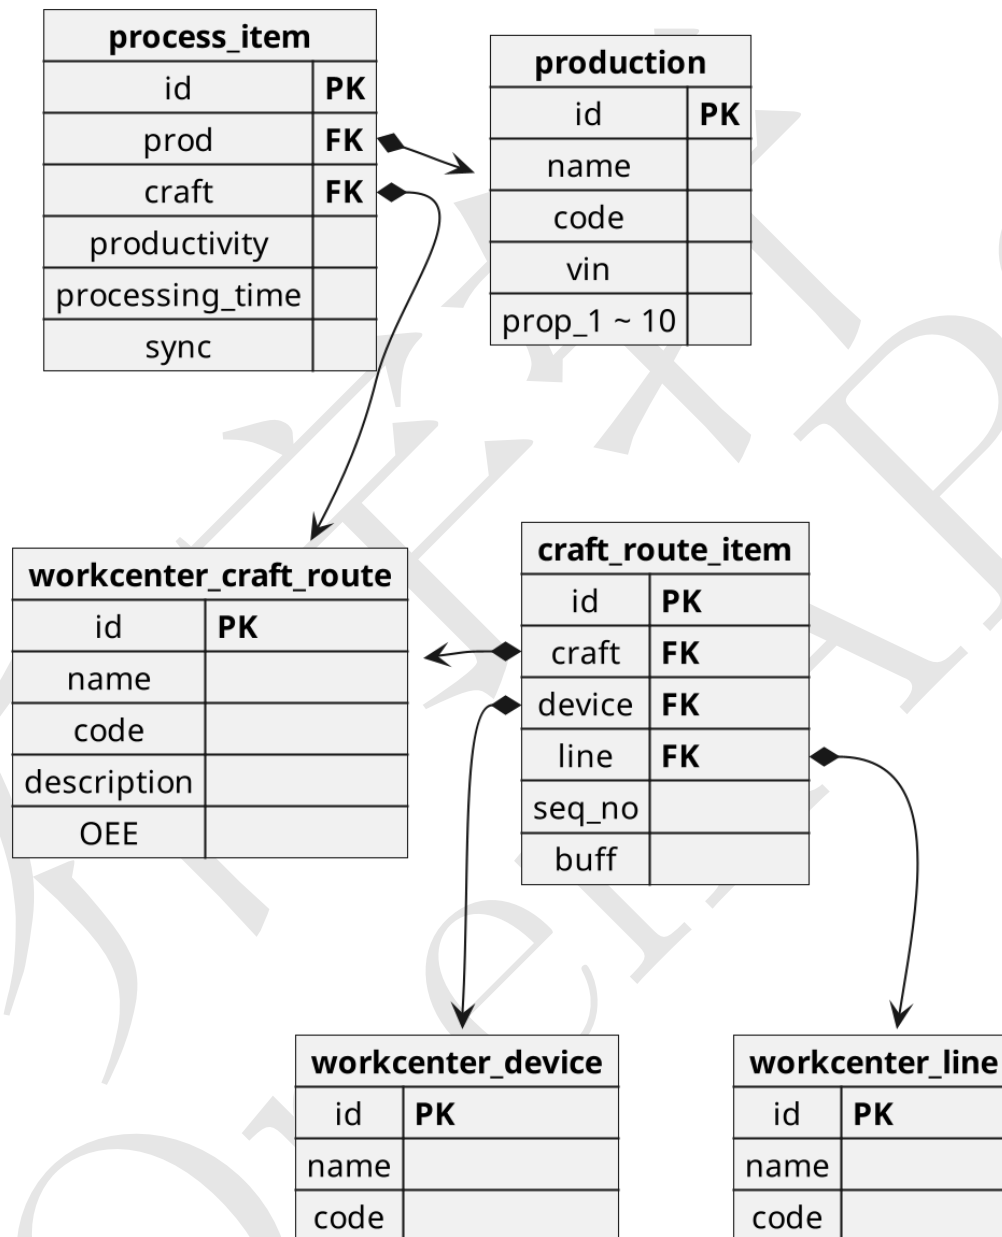 process_item
id PK
prod FK
craft FK
productivity
processing_time
sync
production
id PK
name
code
vin
prop_1 ~ 10
workcenter_craft_route
id PK
name
code
description
OEE
craft_route_item
id PK
craft FK
device FK
line FK
seq_no
buff
workcenter_device
id PK
name
code
workcenter_line
id PK
name
code